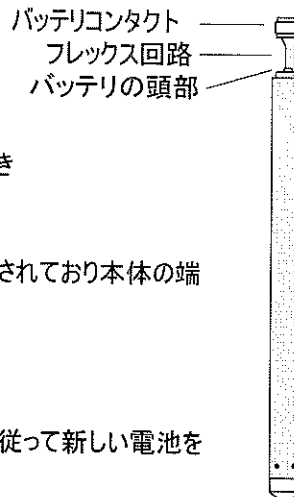 バッテリコンタクト
フレックス回路
バッテリの頭部
き
されており本体の端
従って新しい電池を